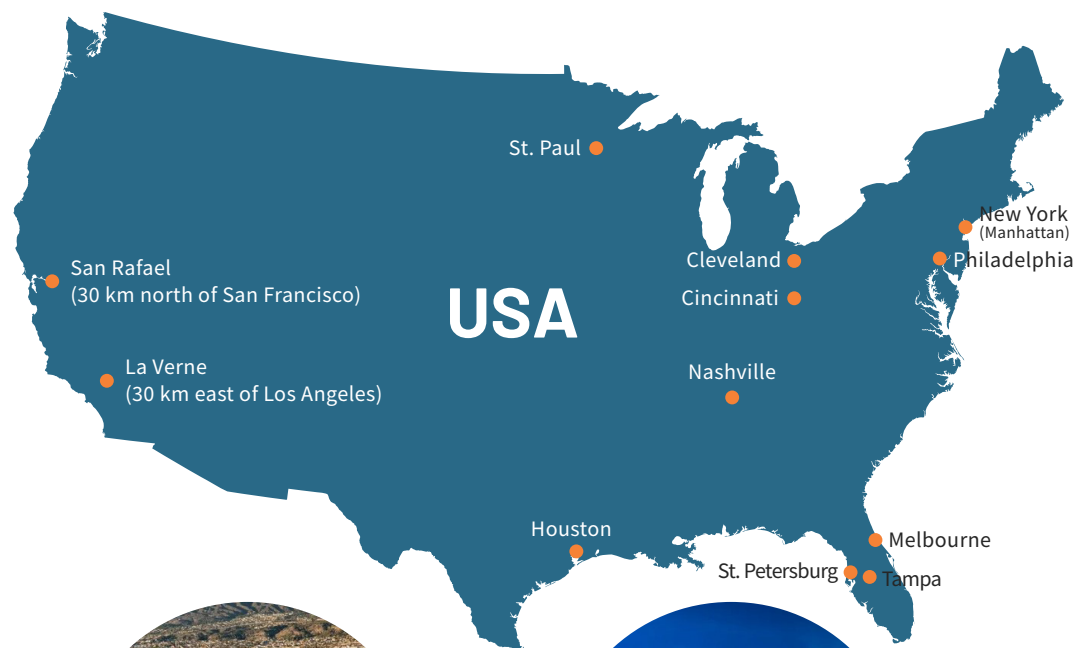 St. Paul
New York
(Manhattan)
Cleveland
Philadelphia
San Rafael
(30 km north of San Francisco)
Cincinnati
USA
La Verne
(30 km east of Los Angeles)
Nashville
Houston
Melbourne
St. Petersburg
Tampa